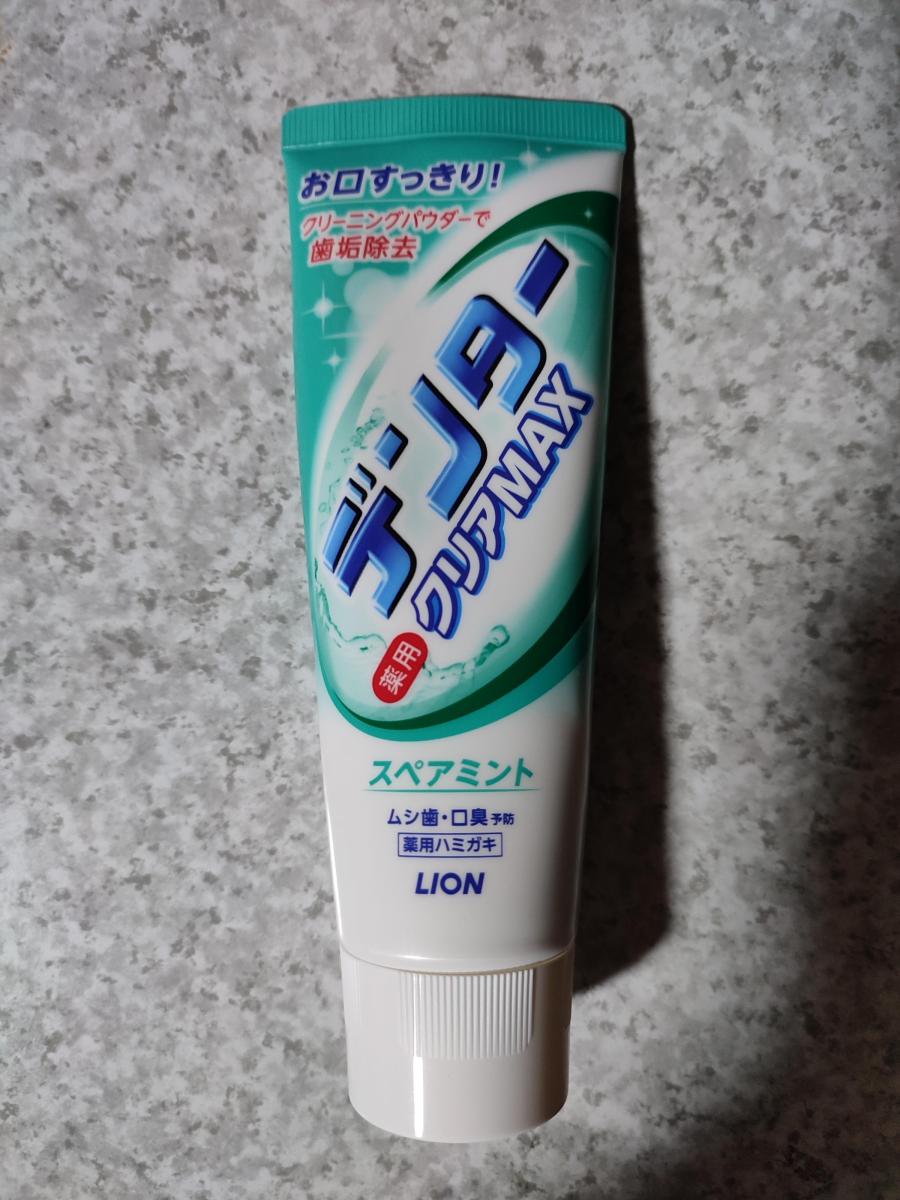 お口すっきり!
クリーニングパウダーで
歯垢除去
デンター
クリアMAX
薬用
スペアミント
ムシ歯・口臭予防
薬用ハミガキ
LION